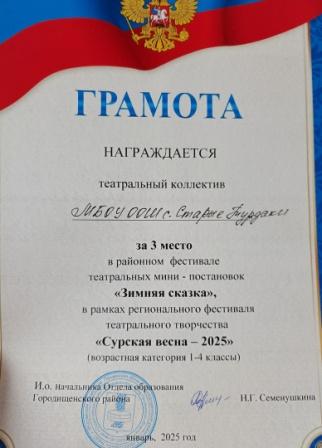 ГРАМОТА
НАГРАЖДАЕТСЯ
театральный коллектив
МБОУ ООШ с. Старые Турдаки
за 3 место
в районном фестивале
театральных мини - постановок
«Зимняя сказка»,
в рамках регионального фестиваля
театрального творчества
«Сурская весна – 2025»
(возрастная категория 1-4 классы)
И.о. начальника Отдела образования
Городищенского района Н.Г. Семенушкина
январь, 2025 год